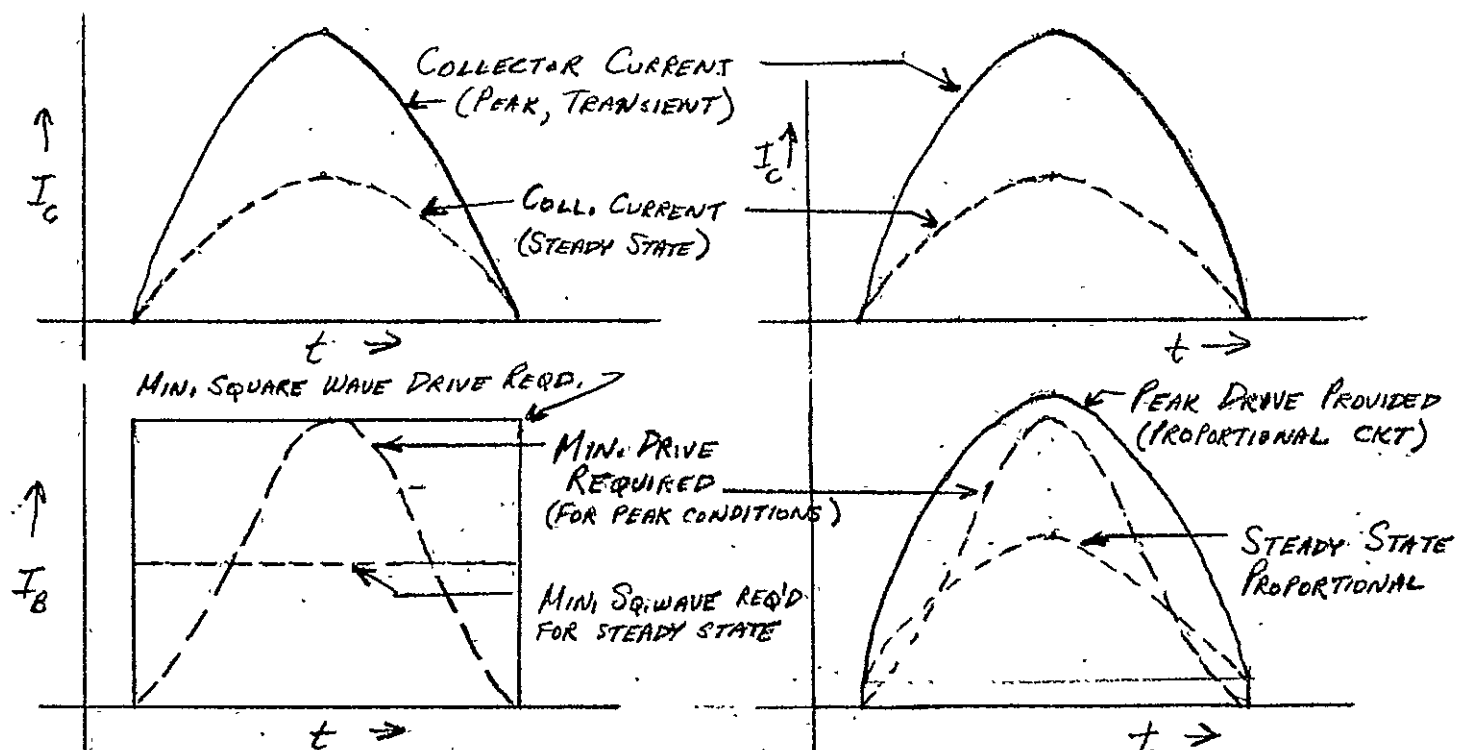 COLLECTOR CURRENT
(PEAK, TRANSIENT)
I_C
COLL. CURRENT
(STEADY STATE)
t
I_C
t
MIN. SQUARE WAVE DRIVE REQD.
MIN. DRIVE
REQUIRED
(FOR PEAK CONDITIONS)
I_B
MIN. SQ. WAVE REQ'D
FOR STEADY STATE
t
PEAK DRIVE PROVIDED
(PROPORTIONAL CKT)
STEADY STATE
PROPORTIONAL
t